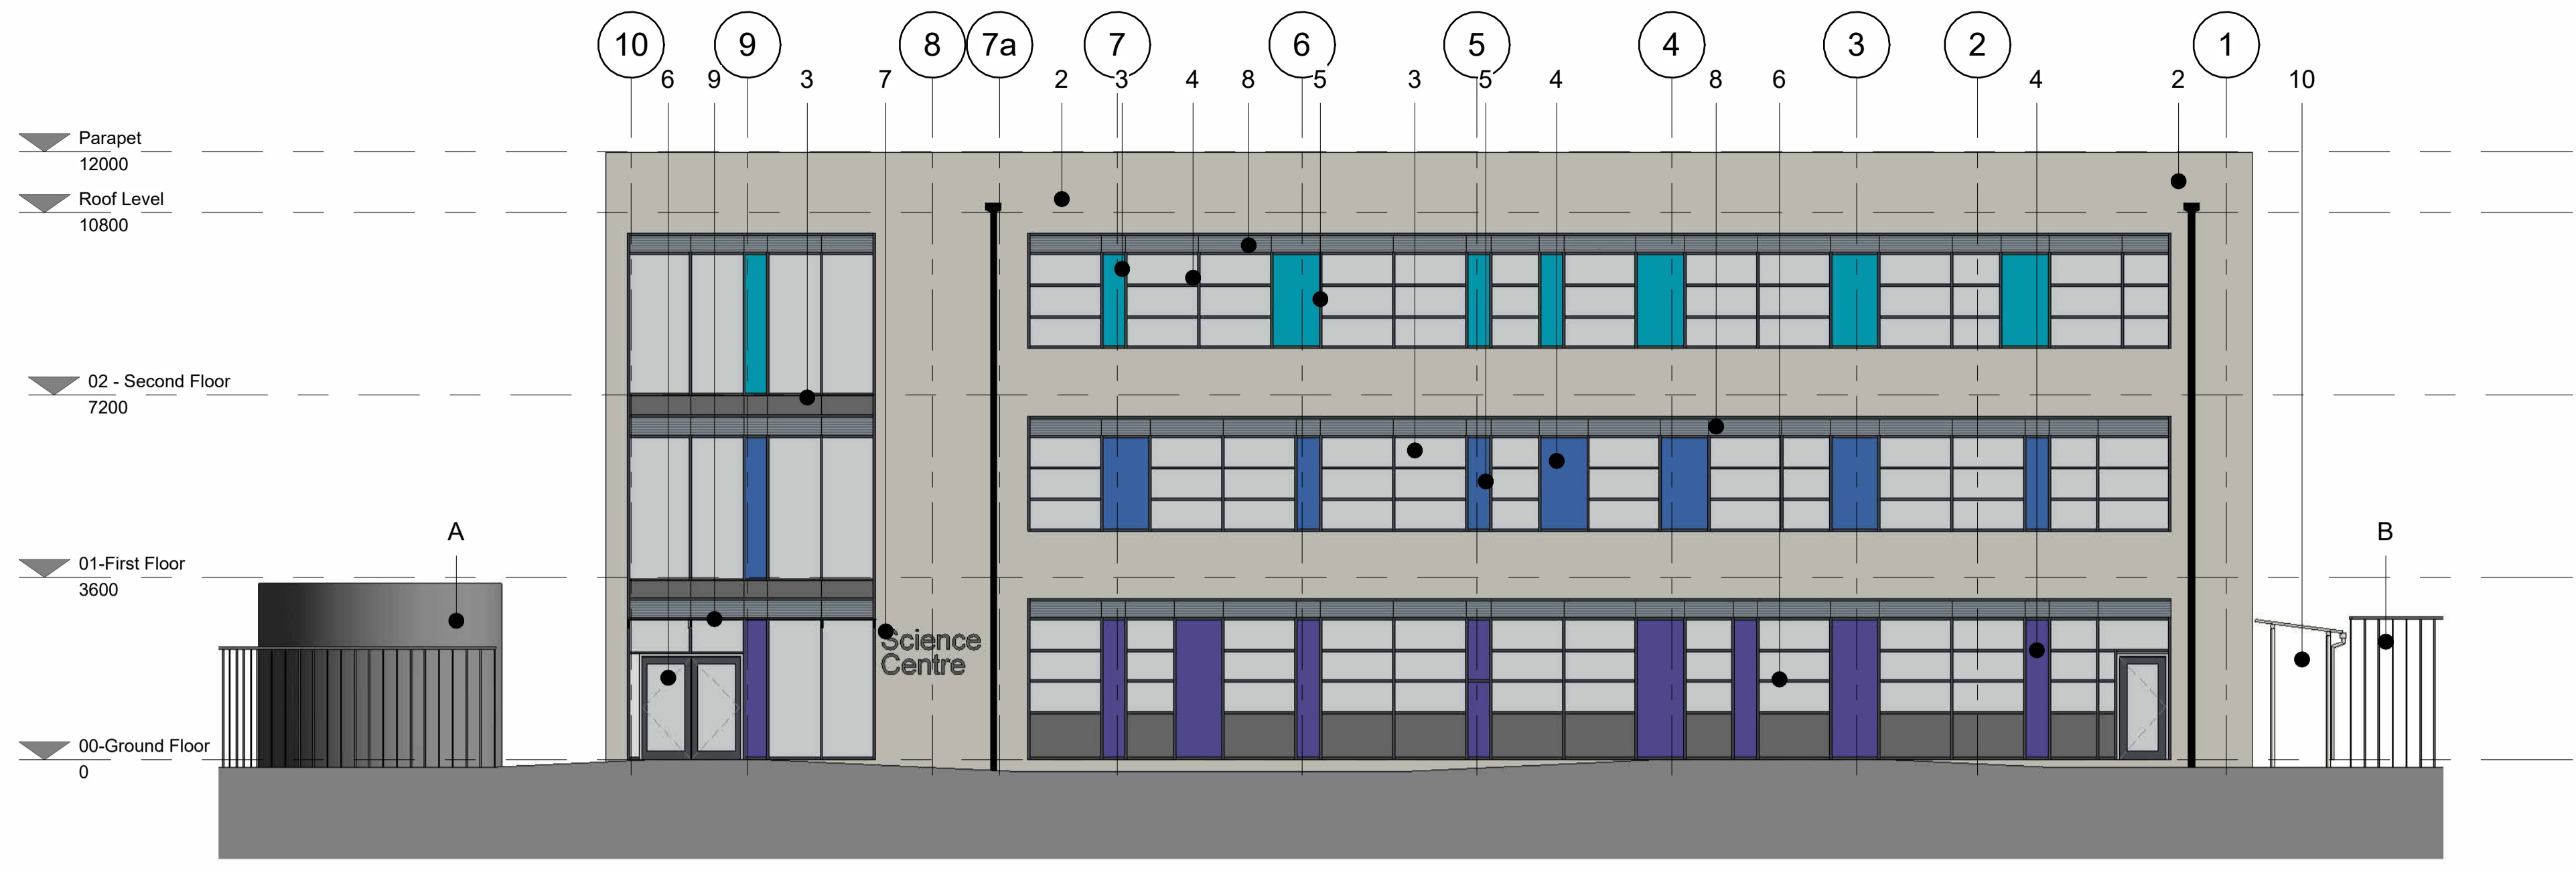 10 9 8 7a 7 6 5 4 3 2 1
6 9 3 7 2 3 4 8 5 3 5 4 8 6 4 2 10
Parapet
12000
Roof Level
10800
02 - Second Floor
7200
A
B
01-First Floor
3600
Science
Centre
00-Ground Floor
0